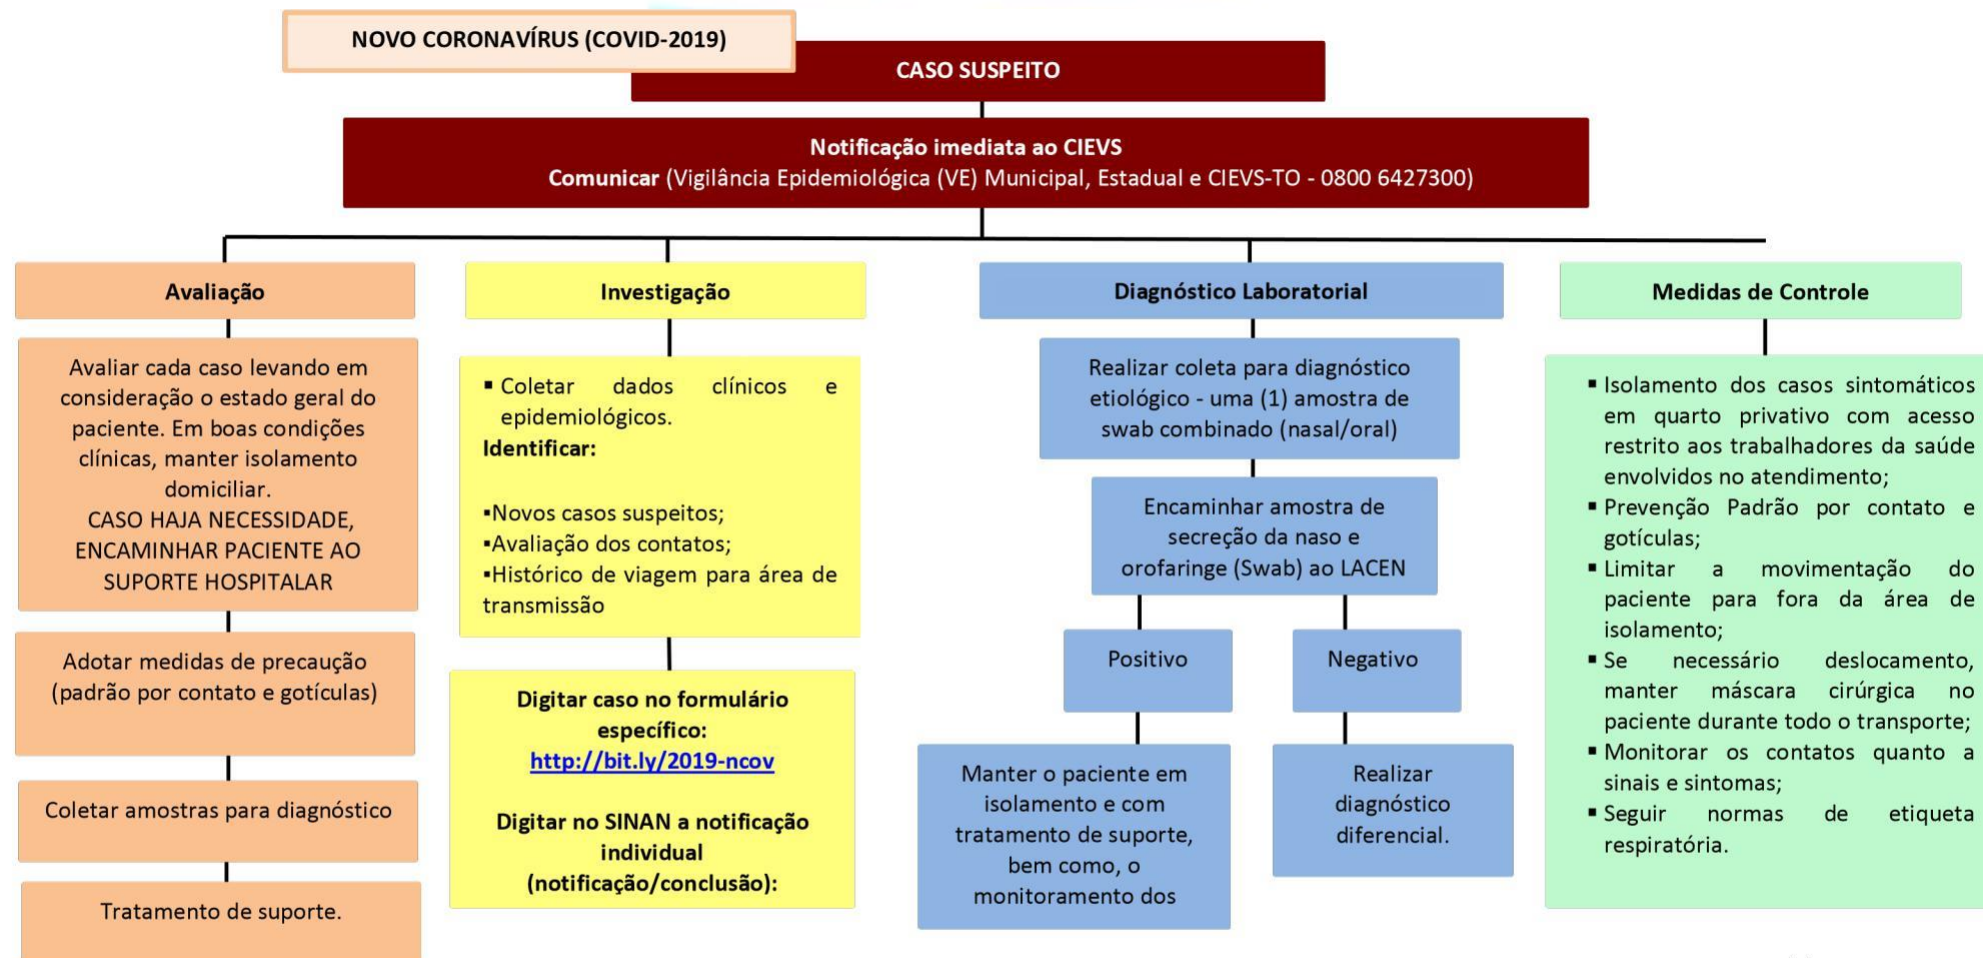 NOVO CORONAVÍRUS (COVID-2019)
CASO SUSPEITO
Notificação imediata ao CIEVS
Comunicar (Vigilância Epidemiológica (VE) Municipal, Estadual e CIEVS-TO - 0800 6427300)
Avaliação
Avaliar cada caso levando em
consideração o estado geral do
paciente. Em boas condições
clínicas, manter isolamento
domiciliar.
CASO HAJA NECESSIDADE,
ENCAMINHAR PACIENTE AO
SUPORTE HOSPITALAR
Adotar medidas de precaução
(padrão por contato e gotículas)
Coletar amostras para diagnóstico
Tratamento de suporte.
Investigação
▪ Coletar dados clínicos e
epidemiológicos.
Identificar:
▪Novos casos suspeitos;
▪Avaliação dos contatos;
▪Histórico de viagem para área de
transmissão
Digitar caso no formulário
específico:
http://bit.ly/2019-ncov
Digitar no SINAN a notificação
individual
(notificação/conclusão):
Diagnóstico Laboratorial
Realizar coleta para diagnóstico
etiológico - uma (1) amostra de
swab combinado (nasal/oral)
Encaminhar amostra de
secreção da naso e
orofaringe (Swab) ao LACEN
Positivo
Manter o paciente em
isolamento e com
tratamento de suporte,
bem como, o
monitoramento dos
Negativo
Realizar
diagnóstico
diferencial.
Medidas de Controle
▪ Isolamento dos casos sintomáticos
em quarto privativo com acesso
restrito aos trabalhadores da saúde
envolvidos no atendimento;
▪ Prevenção Padrão por contato e
gotículas;
▪ Limitar a movimentação do
paciente para fora da área de
isolamento;
▪ Se necessário deslocamento,
manter máscara cirúrgica no
paciente durante todo o transporte;
▪ Monitorar os contatos quanto a
sinais e sintomas;
▪ Seguir normas de etiqueta
respiratória.